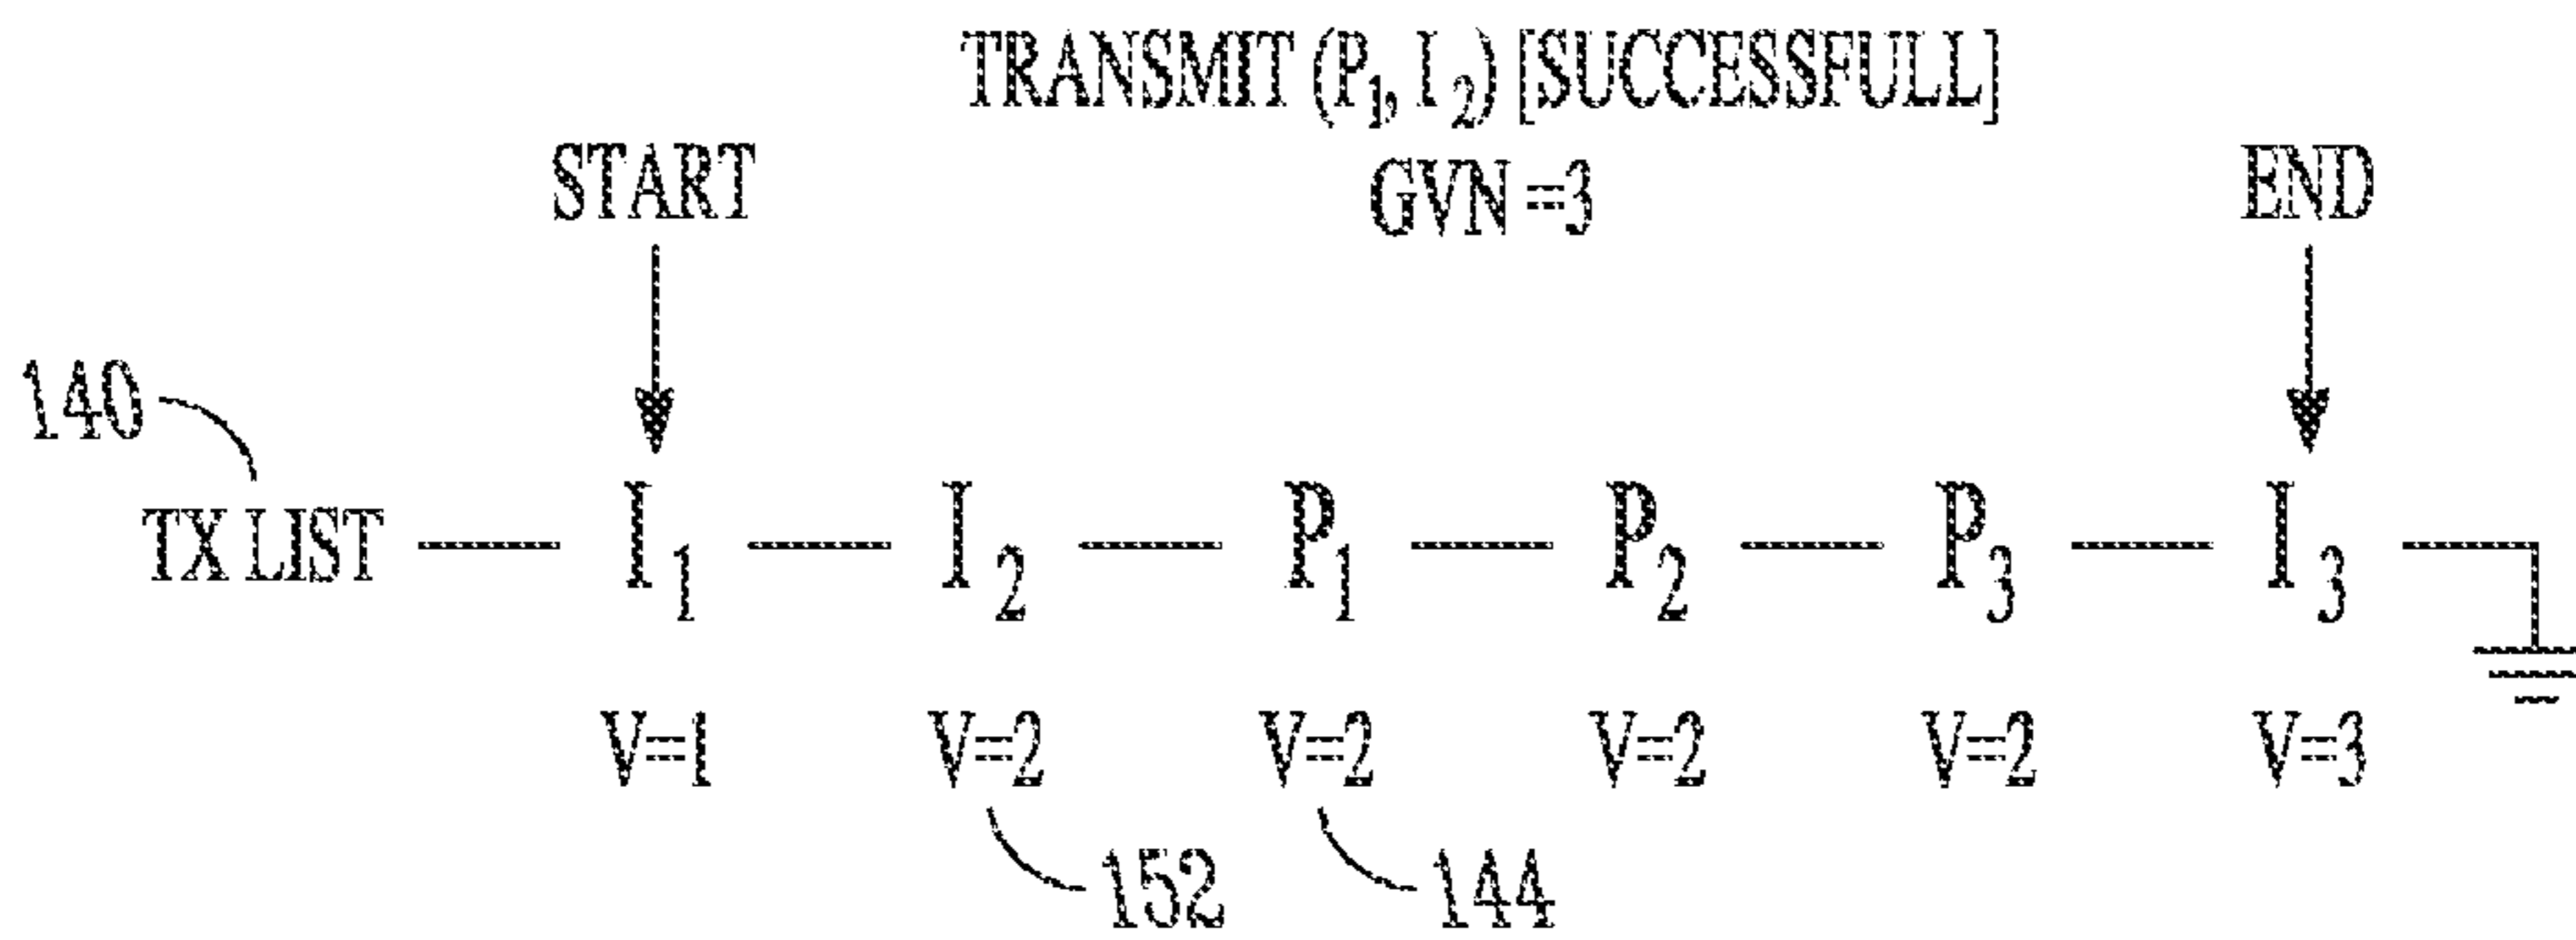 TRANSMIT (P1, I2) [SUCCESSFULL]
START GVN =3 END
140
TX LIST I1 I2 P1 P2 P3 I3
V=1 V=2 V=2 V=2 V=2 V=3
152 144